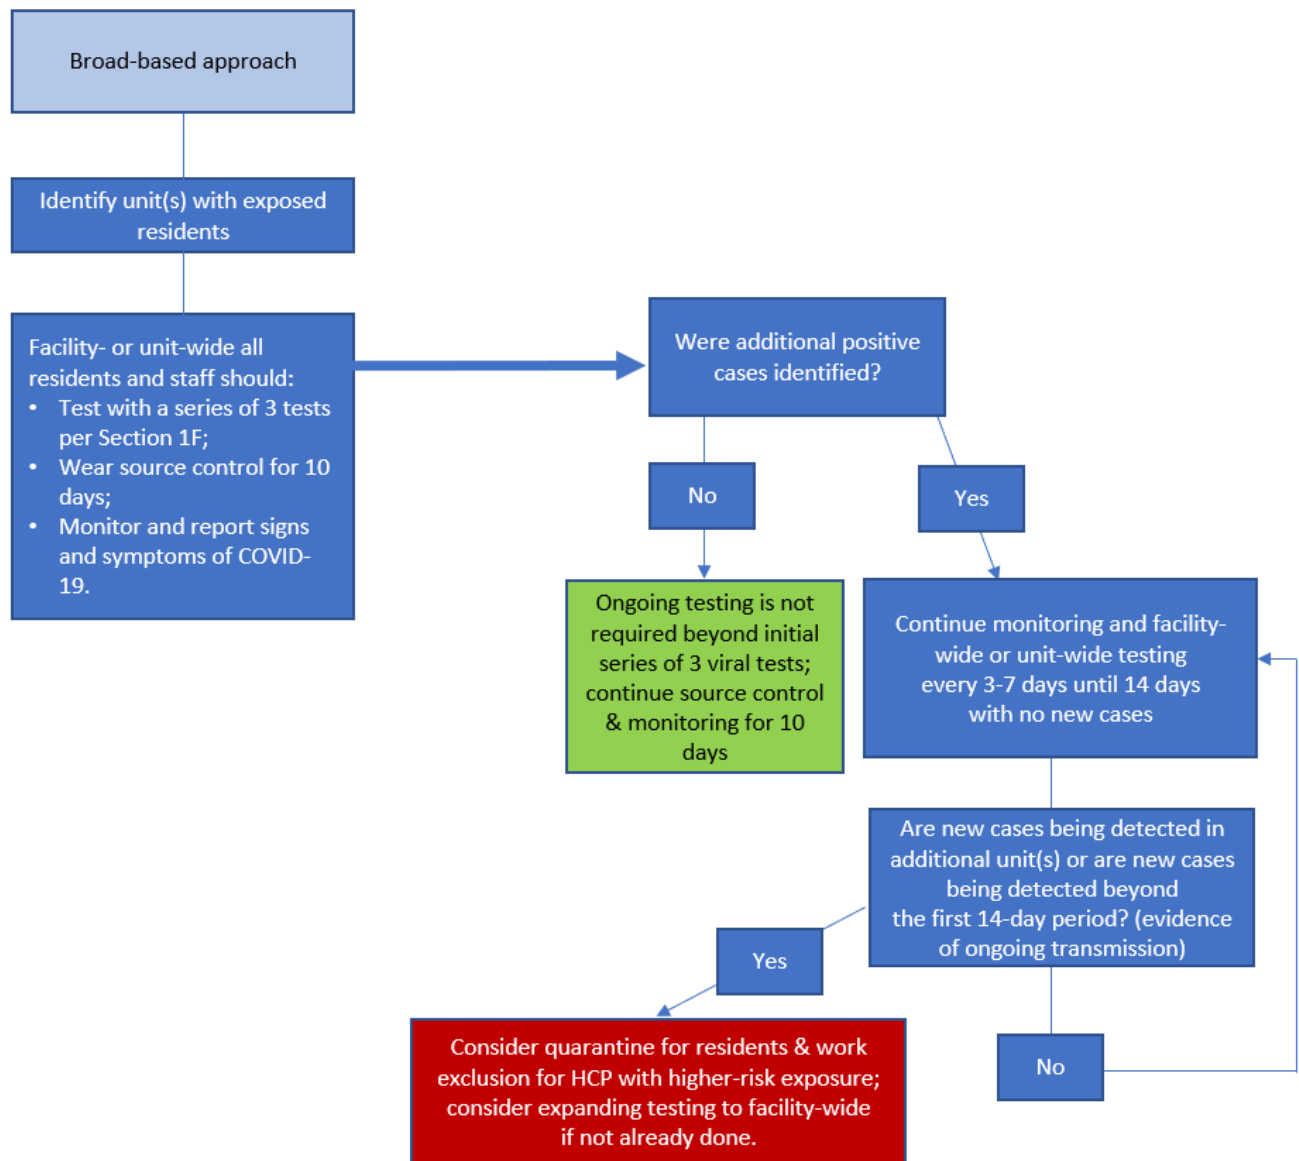 Broad-based approach
Identify unit(s) with exposed
residents
Facility- or unit-wide all
residents and staff should:
• Test with a series of 3 tests
per Section 1F;
• Wear source control for 10
days;
• Monitor and report signs
and symptoms of COVID-
19.
Were additional positive
cases identified?
No
Yes
Ongoing testing is not
required beyond initial
series of 3 viral tests;
continue source control
& monitoring for 10
days
Continue monitoring and facility-
wide or unit-wide testing
every 3-7 days until 14 days
with no new cases
Are new cases being detected in
additional unit(s) or are new cases
being detected beyond
the first 14-day period? (evidence
of ongoing transmission)
Yes
No
Consider quarantine for residents & work
exclusion for HCP with higher-risk exposure;
consider expanding testing to facility-wide
if not already done.